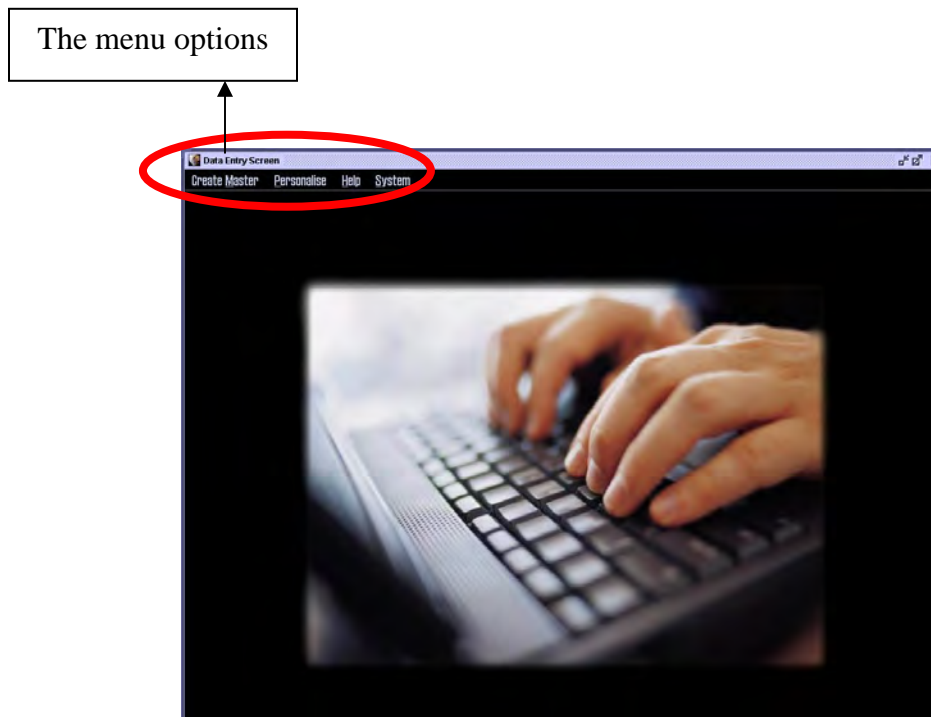 The menu options
Data Entry Screen
Create Master Personalise Help System